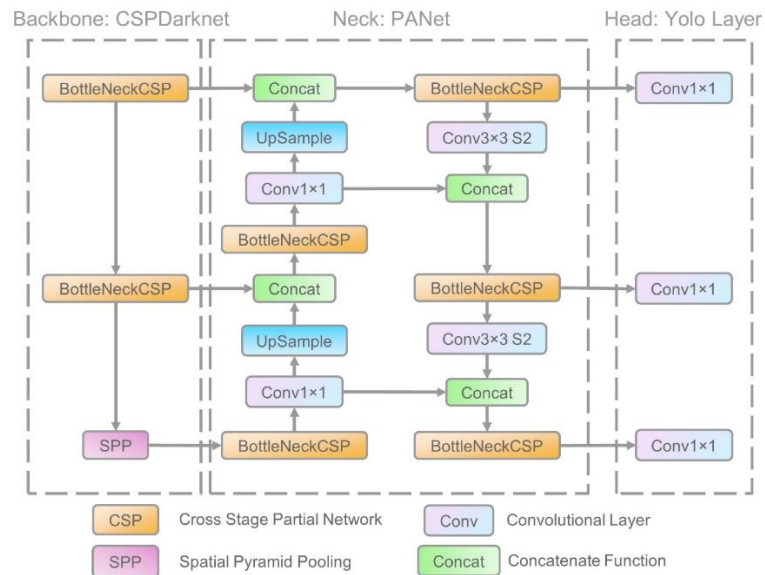 Backbone: CSPDarknet
Neck: PANet
Head: Yolo Layer
BottleNeckCSP
Concat
BottleNeckCSP
Conv1×1
UpSample
Conv3×3 S2
Conv1×1
Concat
BottleNeckCSP
BottleNeckCSP
Concat
BottleNeckCSP
Conv1×1
UpSample
Conv3×3 S2
Conv1×1
Concat
SPP
BottleNeckCSP
BottleNeckCSP
Conv1×1
CSP
Cross Stage Partial Network
Conv
Convolutional Layer
SPP
Spatial Pyramid Pooling
Concat
Concatenate Function